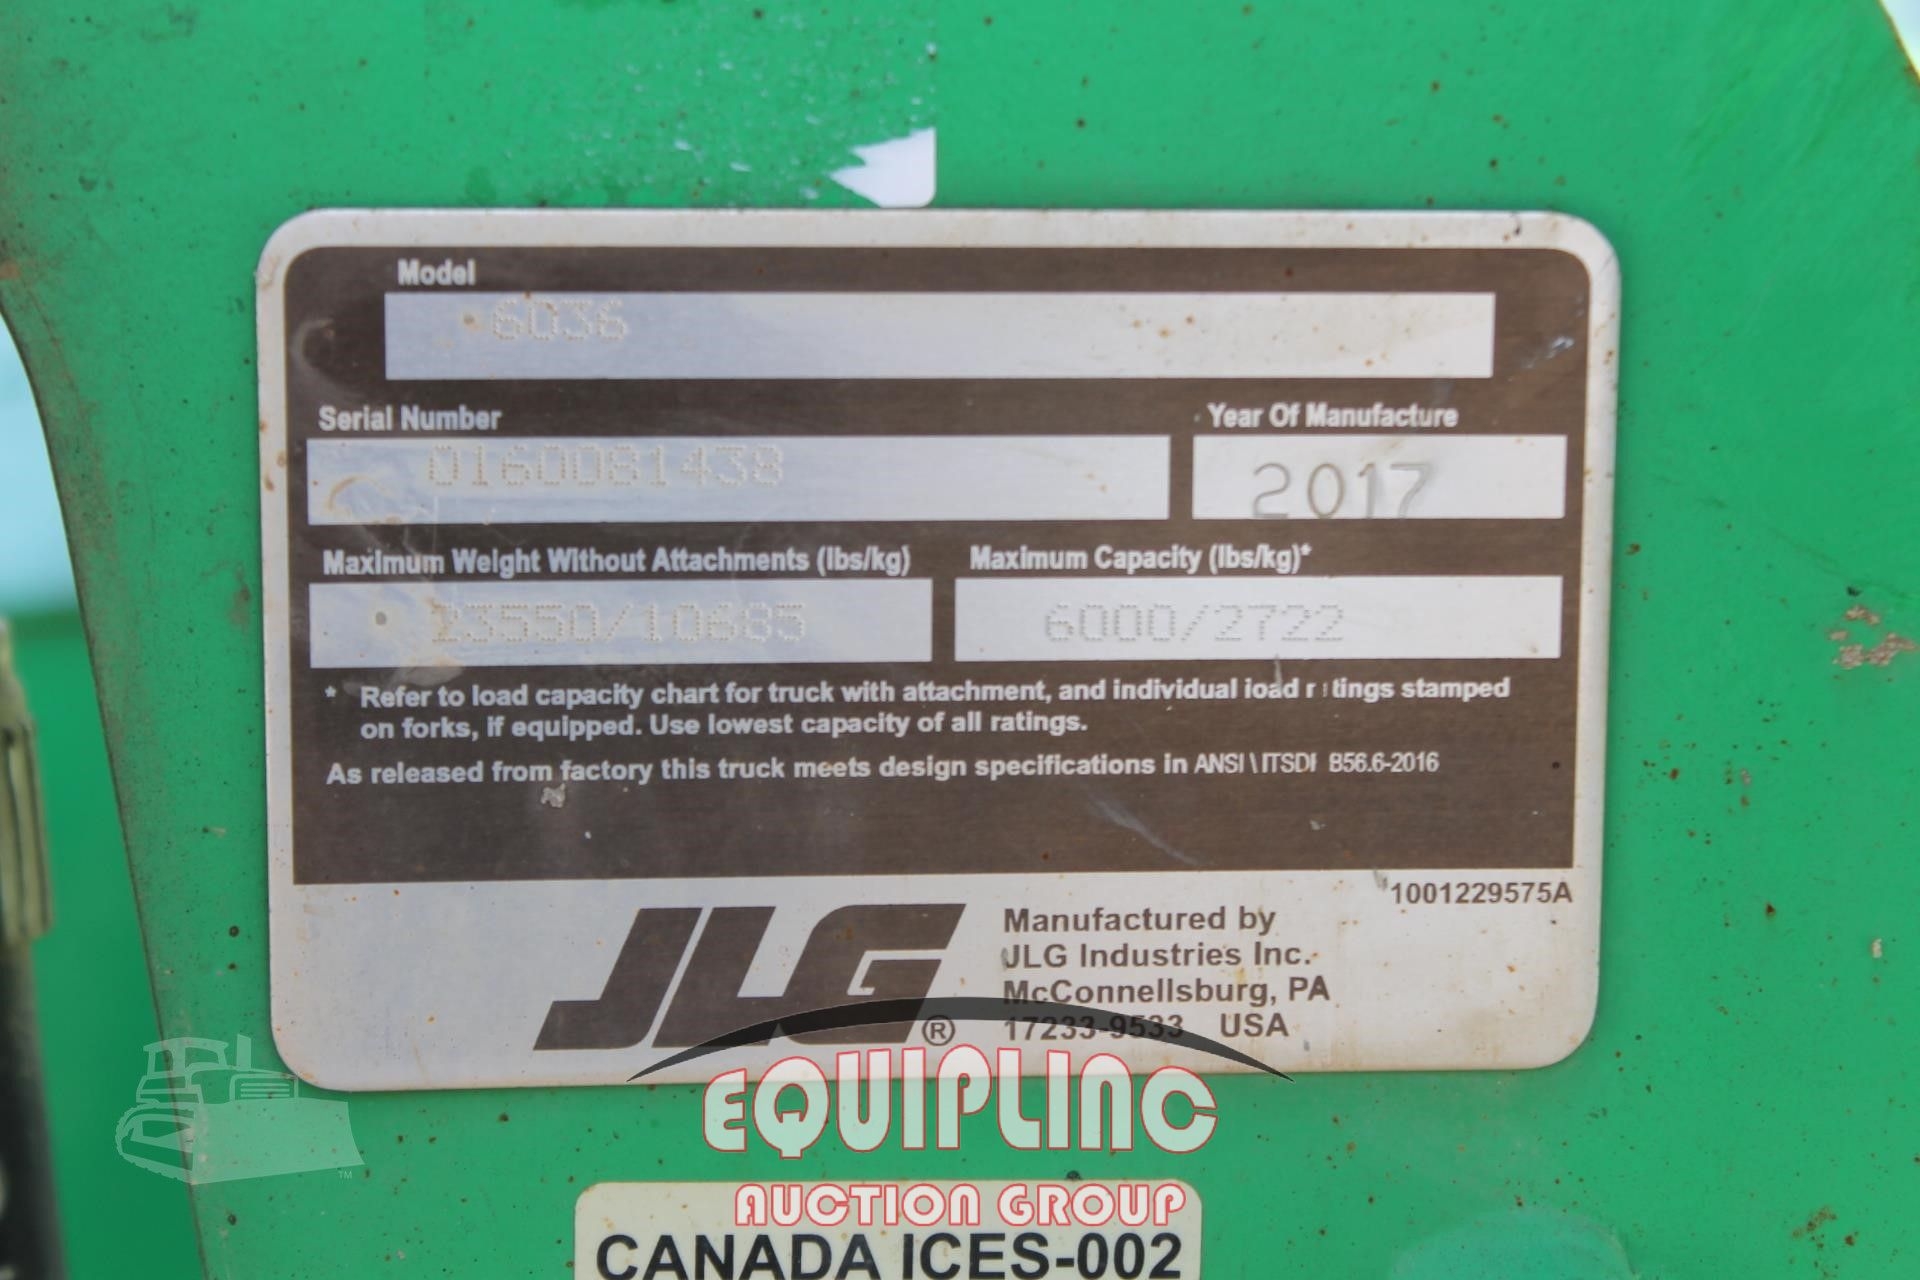 Model
6036
Serial Number
0160081438
Year Of Manufacture
2017
Maximum Weight Without Attachments (lbs/kg)
23550/10685
Maximum Capacity (lbs/kg)*
6000/2722
* Refer to load capacity chart for truck with attachment, and individual load r tings stamped
on forks, if equipped. Use lowest capacity of all ratings.
As released from factory this truck meets design specifications in ANSI \ ITSDF B56.6-2016
1001229575A
JLG®
Manufactured by
JLG Industries Inc.
McConnellsburg, PA
17233-9533 USA
EQUIPLINC
AUCTION GROUP
TM
CANADA ICES-002